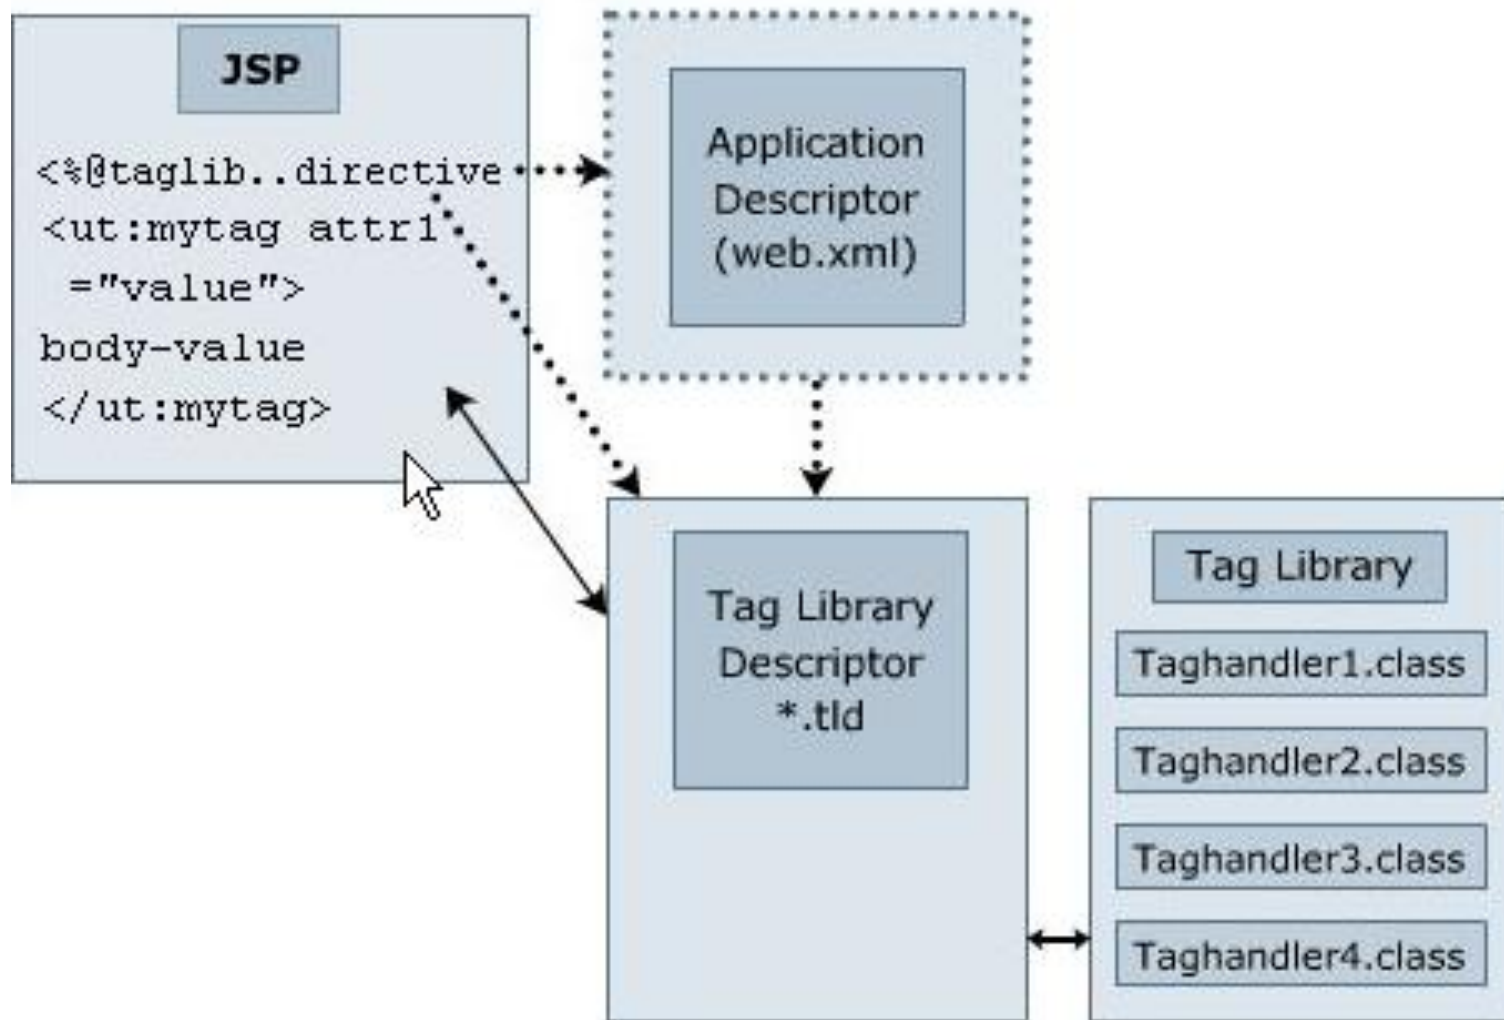 JSP
<%@taglib..directive
<ut:mytag attr1
="value">
body-value
</ut:mytag>
Application
Descriptor
(web.xml)
Tag Library
Descriptor
*.tld
Tag Library
Taghandler1.class
Taghandler2.class
Taghandler3.class
Taghandler4.class